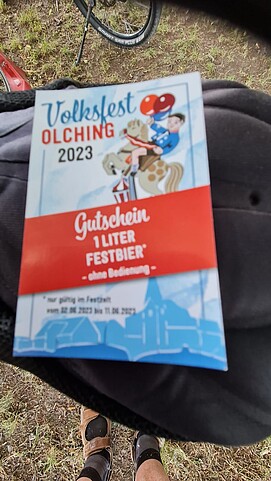 Volksfest
OLCHING
2023
Gutschein
1 LITER
FESTBIER*
- ohne Bedienung -
* nur gültig im Festzelt
vom 02.06.2023 bis 11.06.2023